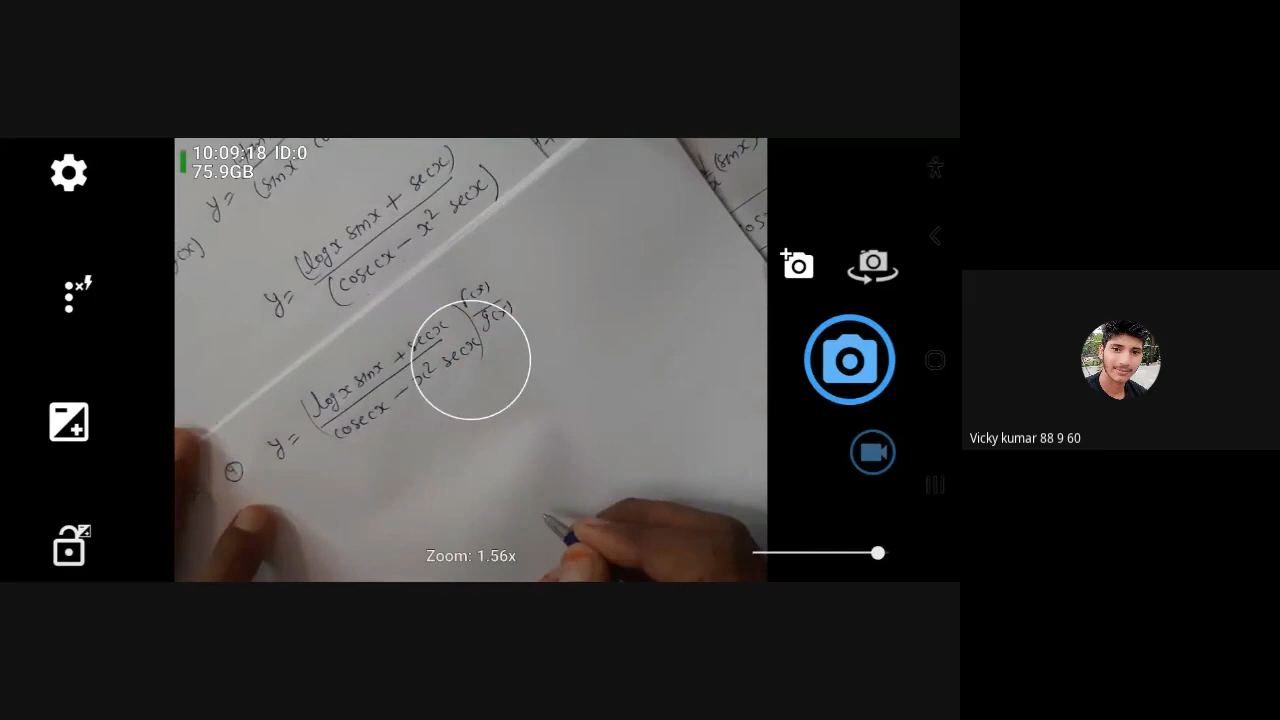 10:09:18 ID:0
75.9GB
y =
(sinx
y = (logx sinx + secx)
(cosecx - x² secx)
y = (logx sinx + secx
cosecx - x² secx) f(x)
g(x)
(sinx)
Zoom: 1.56x
Vicky kumar 88 9 60